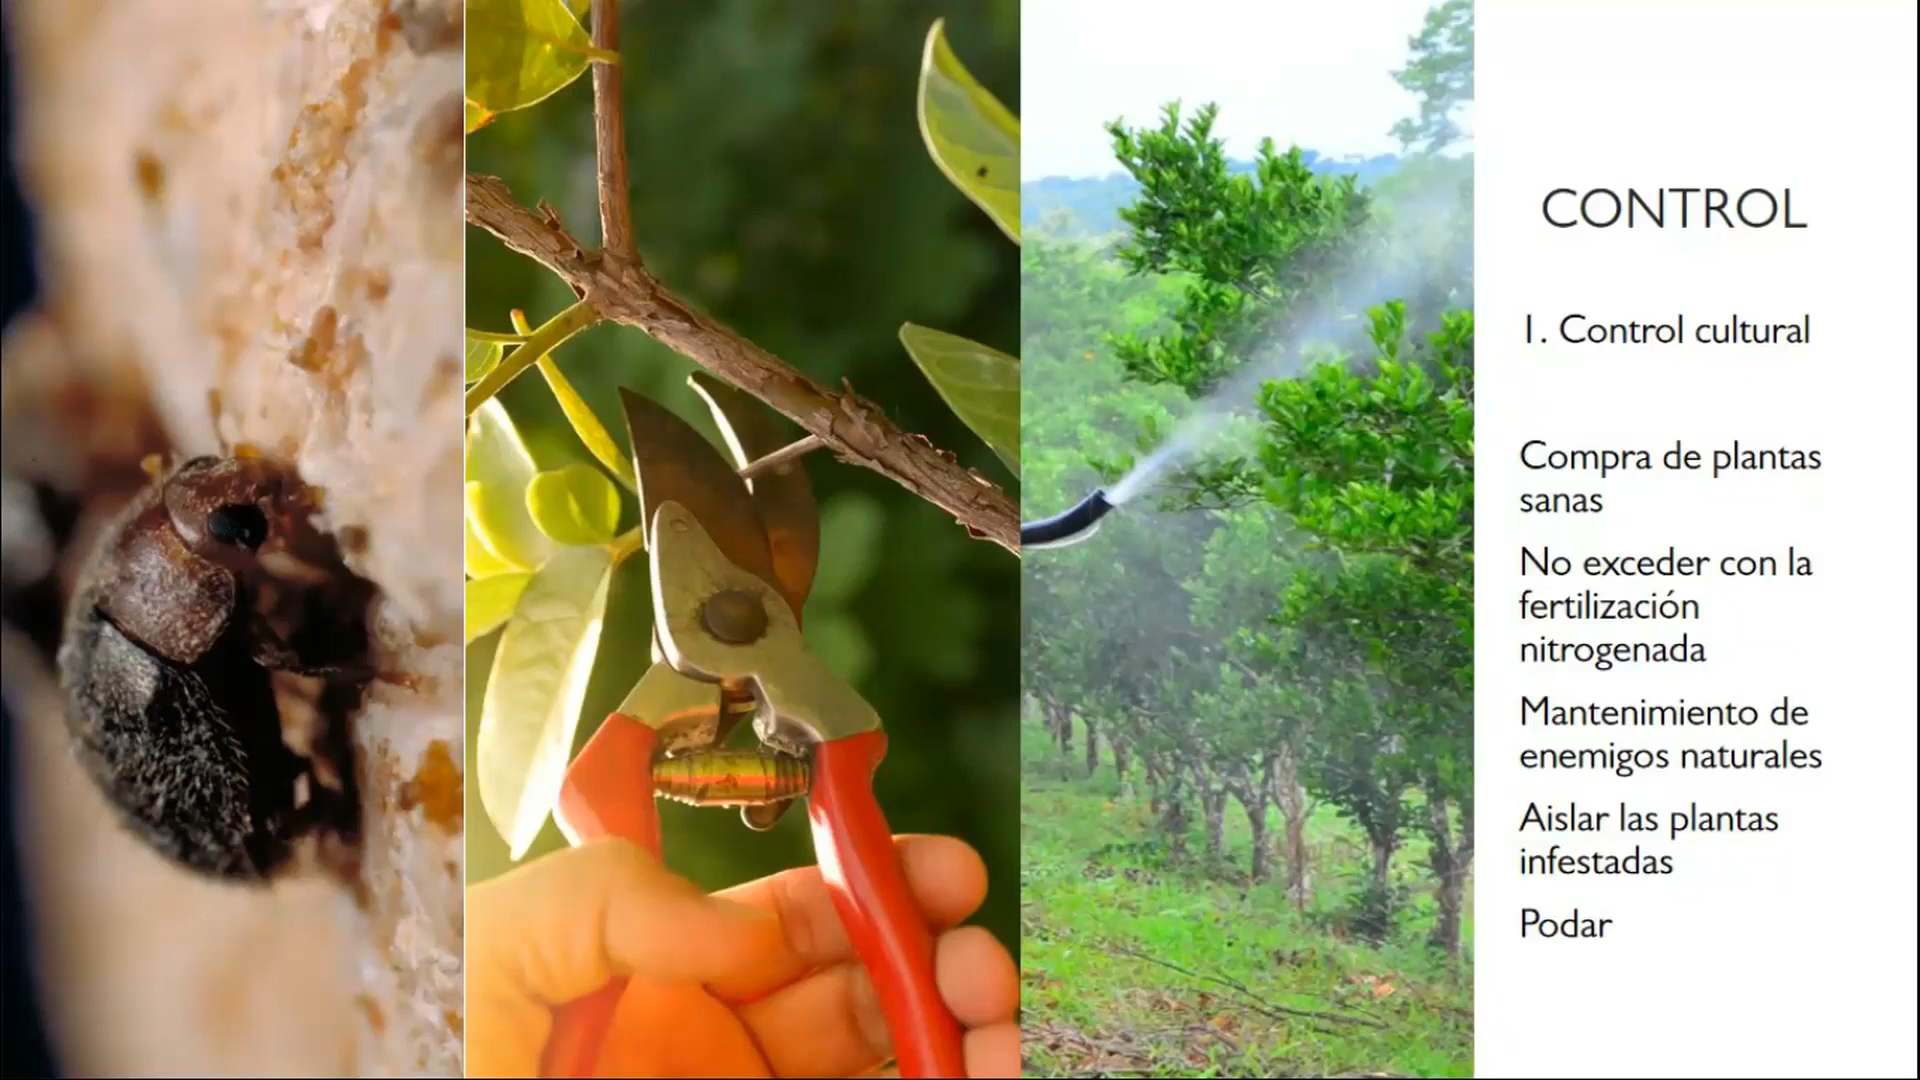 CONTROL
1. Control cultural
Compra de plantas
sanas
No exceder con la
fertilización
nitrogenada
Mantenimiento de
enemigos naturales
Aislar las plantas
infestadas
Podar